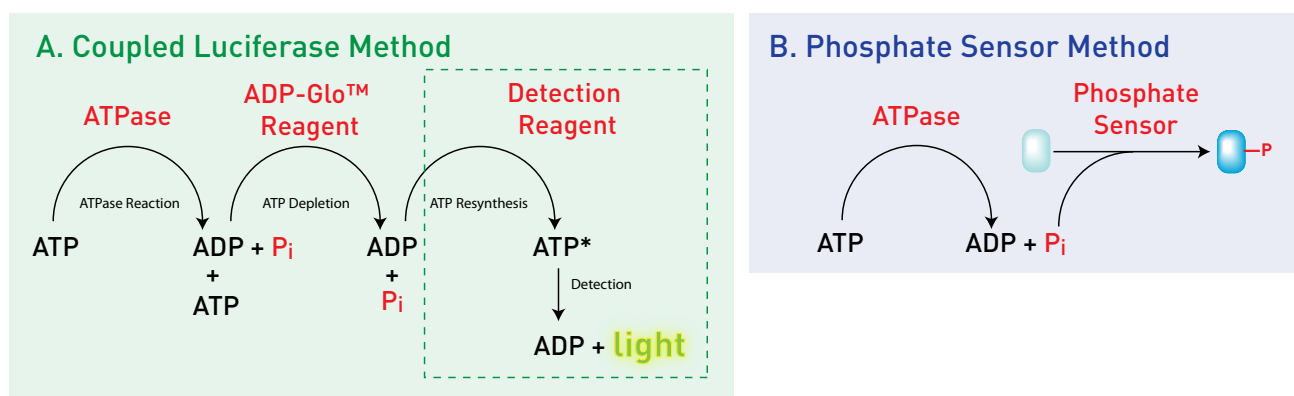 A. Coupled Luciferase Method
ATPase
ADP-Glo™
Reagent
Detection
Reagent
ATPase Reaction
ATP Depletion
ATP Resynthesis
ATP
ADP + Pi
+
ATP
ADP
+
Pi
ATP*
Detection
ADP + light
B. Phosphate Sensor Method
ATPase
Phosphate
Sensor
P
ATP
ADP + Pi